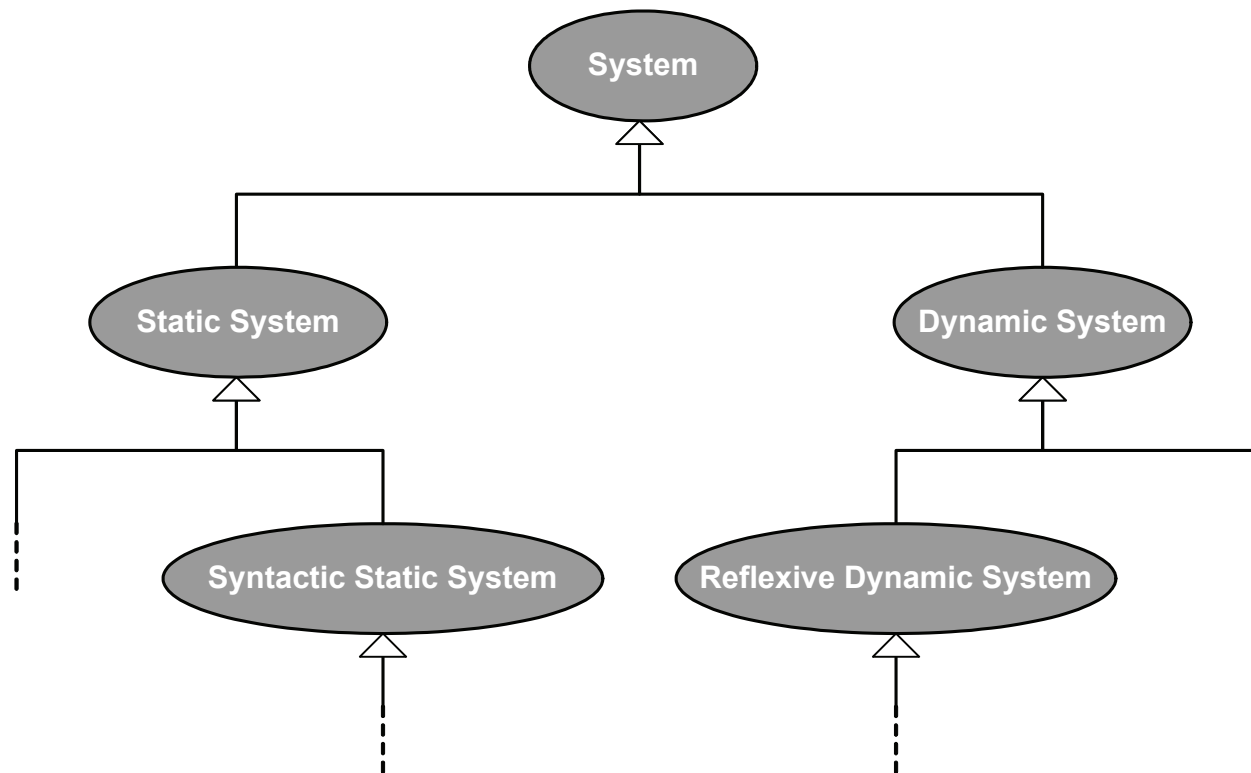 System
Static System
Dynamic System
Syntactic Static System
Reflexive Dynamic System